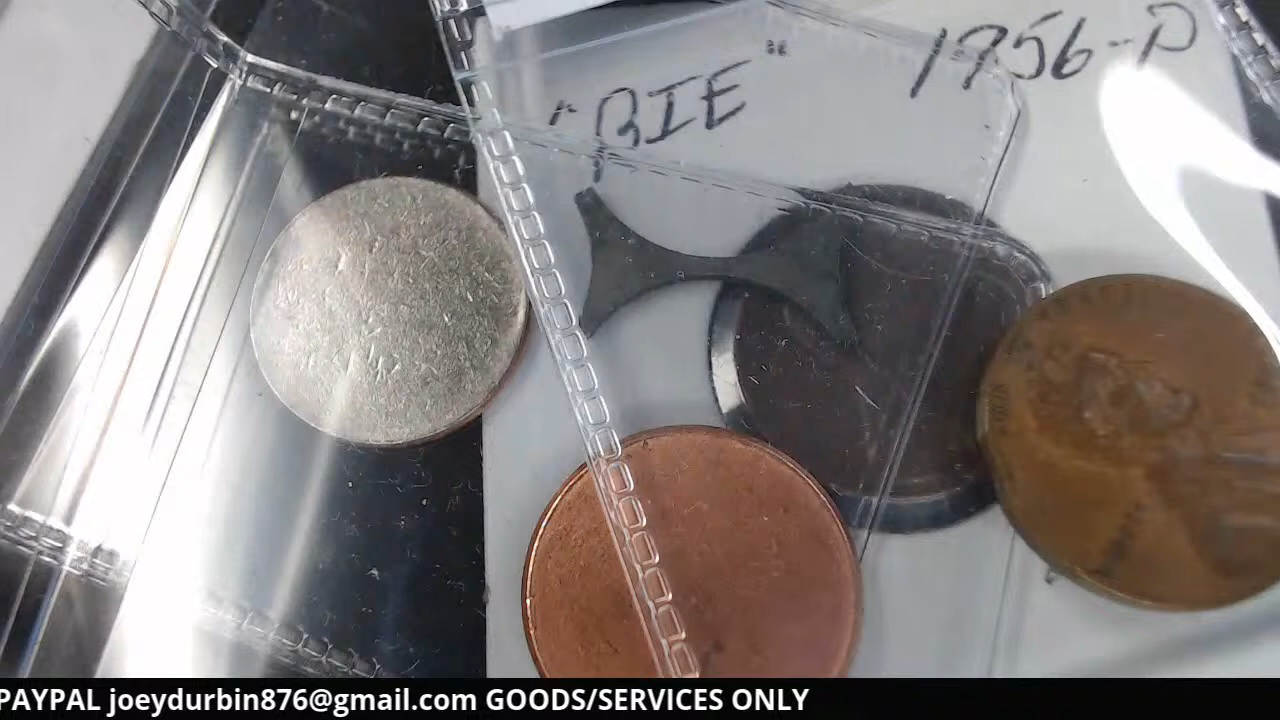 "BIE" 1956-D
PAYPAL joeydurbin876@gmail.com GOODS/SERVICES ONLY